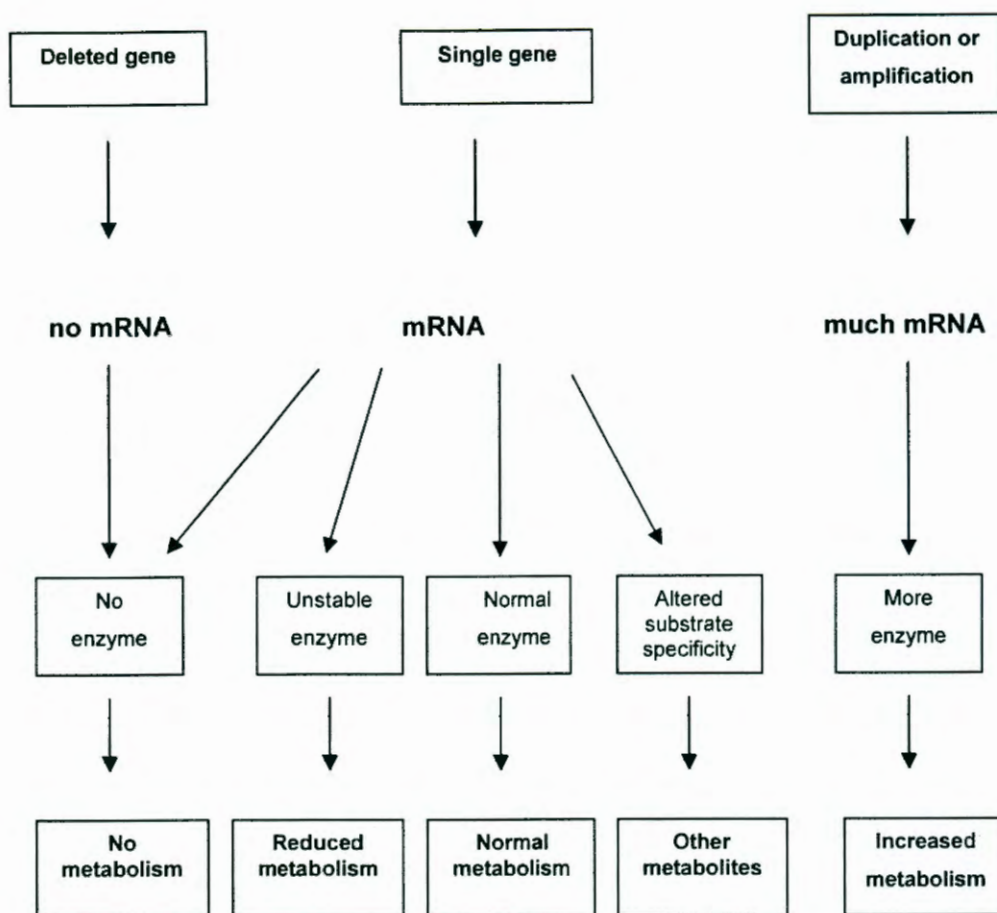 Deleted gene
Single gene
Duplication or
amplification
no mRNA
mRNA
much mRNA
No
enzyme
Unstable
enzyme
Normal
enzyme
Altered
substrate
specificity
More
enzyme
No
metabolism
Reduced
metabolism
Normal
metabolism
Other
metabolites
Increased
metabolism